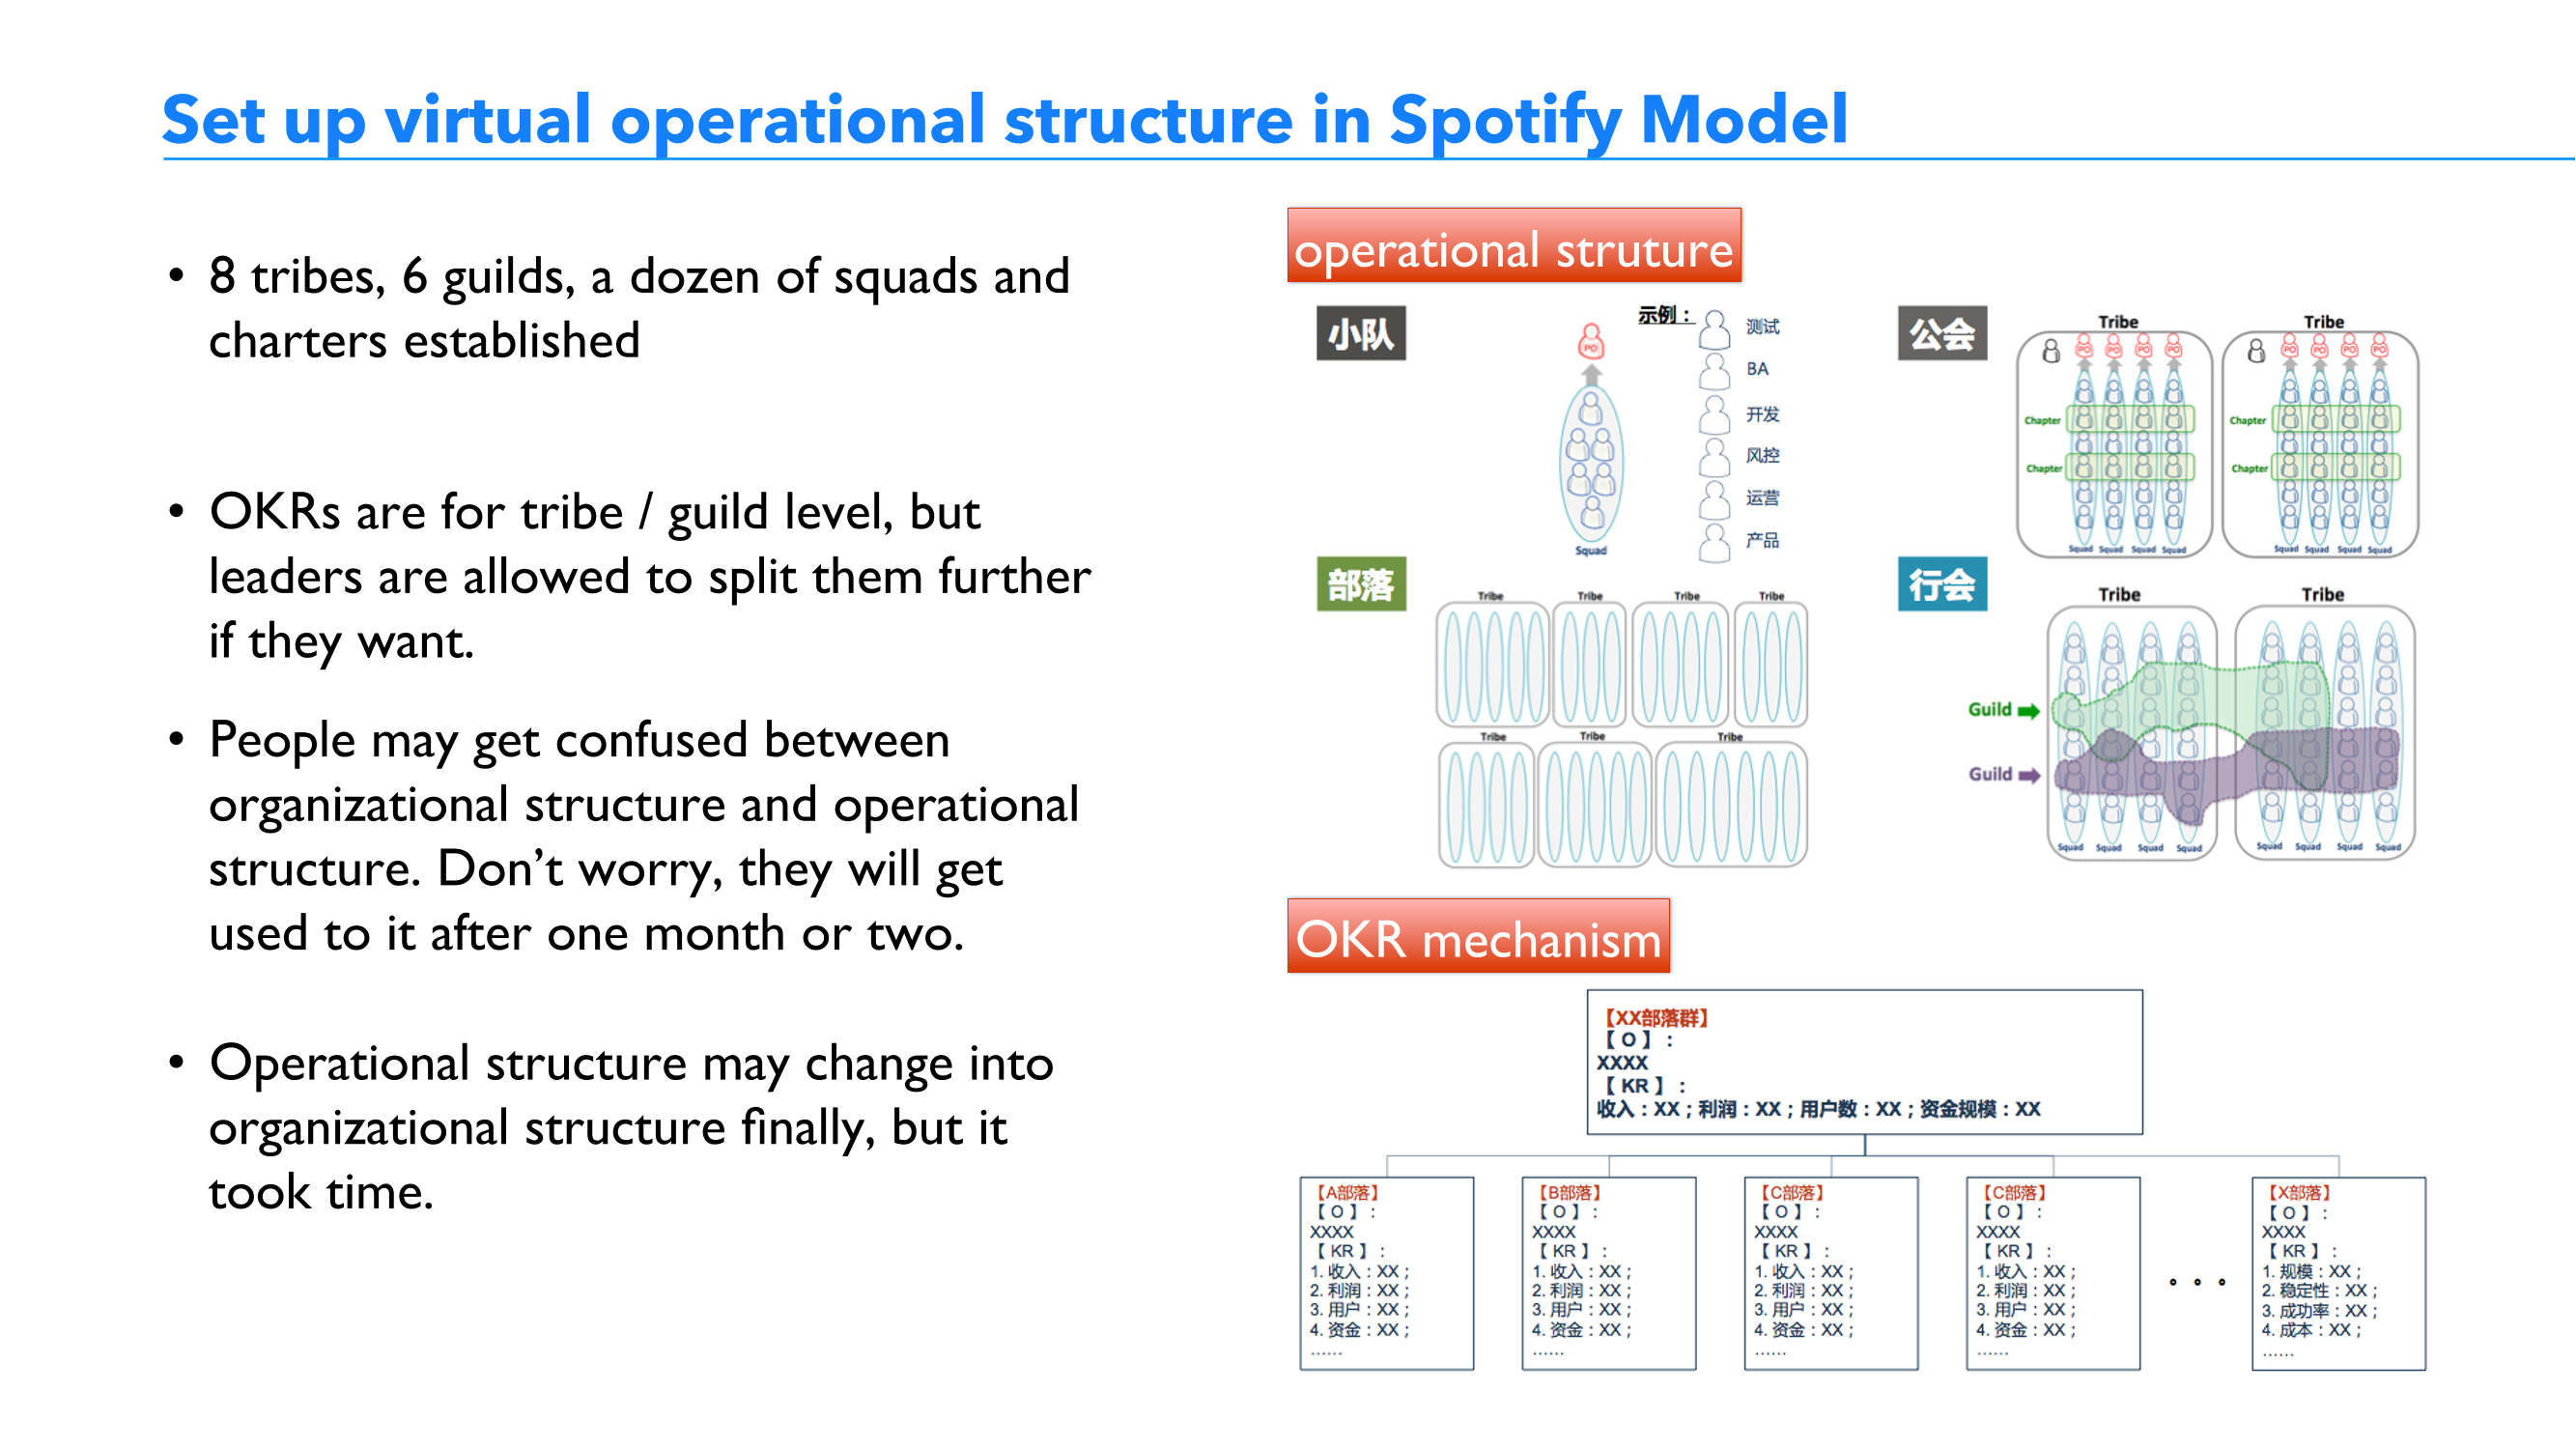 Set up virtual operational structure in Spotify Model
• 8 tribes, 6 guilds, a dozen of squads and
charters established
• OKRs are for tribe / guild level, but
leaders are allowed to split them further
if they want.
• People may get confused between
organizational structure and operational
structure. Don’t worry, they will get
used to it after one month or two.
• Operational structure may change into
organizational structure finally, but it
took time.
operational struture
小队
PO
Squad
示例：
测试
BA
开发
风控
运营
产品
公会
Tribe
PO PO PO PO
Chapter
Chapter
Squad Squad Squad Squad
Tribe
PO PO PO PO
Chapter
Chapter
Squad Squad Squad Squad
部落
Tribe Tribe Tribe Tribe
Tribe Tribe Tribe
行会
Tribe Tribe
Guild
Guild
Squad Squad Squad Squad
Squad Squad Squad Squad
OKR mechanism
【XX部落群】
【 O 】：
XXXX
【 KR 】：
收入：XX；利润：XX；用户数：XX；资金规模：XX
【A部落】
【 O 】：
XXXX
【 KR 】：
1. 收入：XX；
2. 利润：XX；
3. 用户：XX；
4. 资金：XX；
......
【B部落】
【 O 】：
XXXX
【 KR 】：
1. 收入：XX；
2. 利润：XX；
3. 用户：XX；
4. 资金：XX；
......
【C部落】
【 O 】：
XXXX
【 KR 】：
1. 收入：XX；
2. 利润：XX；
3. 用户：XX；
4. 资金：XX；
......
【C部落】
【 O 】：
XXXX
【 KR 】：
1. 收入：XX；
2. 利润：XX；
3. 用户：XX；
4. 资金：XX；
......
。。。
【X部落】
【 O 】：
XXXX
【 KR 】：
1. 规模：XX；
2. 稳定性：XX；
3. 成功率：XX；
4. 成本：XX；
......